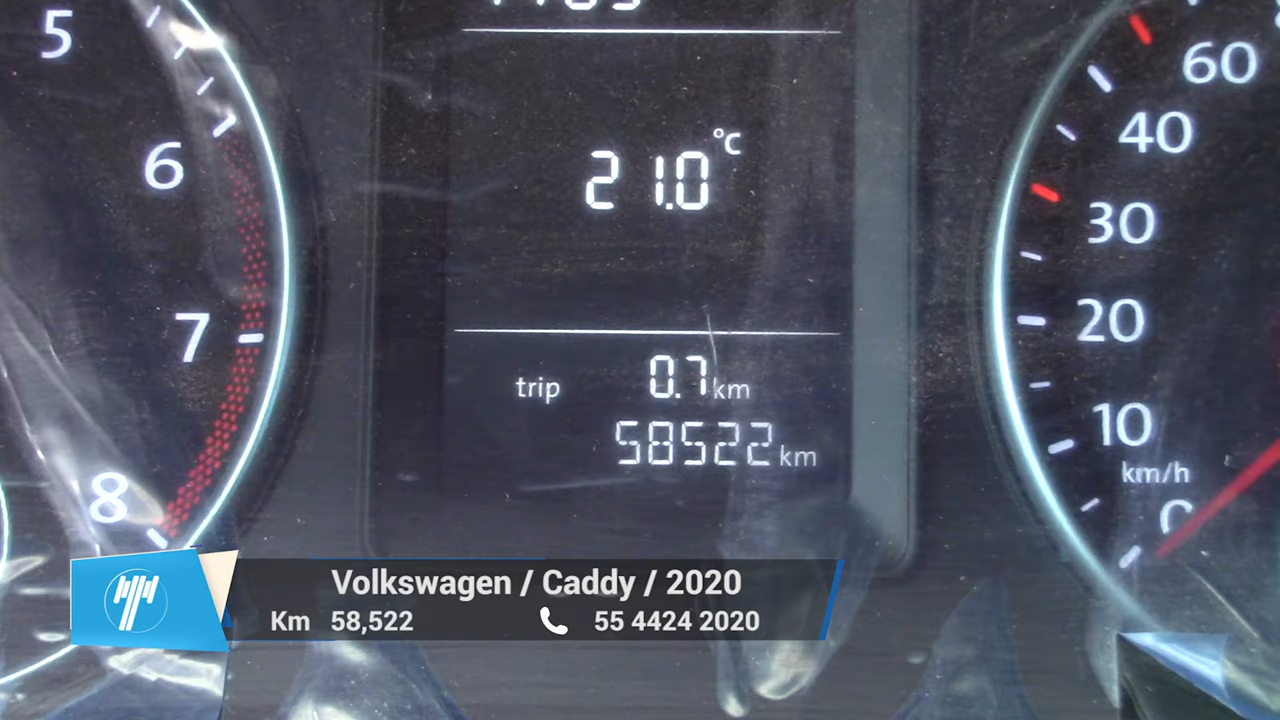 5
6
7
8
21.0 °C
trip 0.7 km
58522 km
60
40
30
20
10
km/h
0
Volkswagen / Caddy / 2020
Km 58,522 55 4424 2020